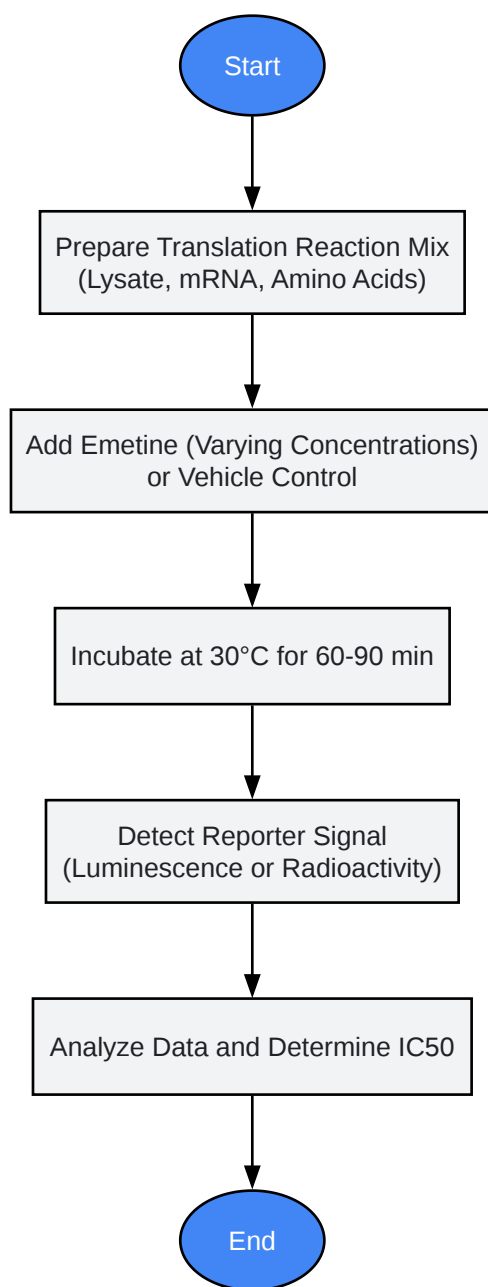 Start
Prepare Translation Reaction Mix
(Lysate, mRNA, Amino Acids)
Add Emetine (Varying Concentrations)
or Vehicle Control
Incubate at 30°C for 60-90 min
Detect Reporter Signal
(Luminescence or Radioactivity)
Analyze Data and Determine IC50
End